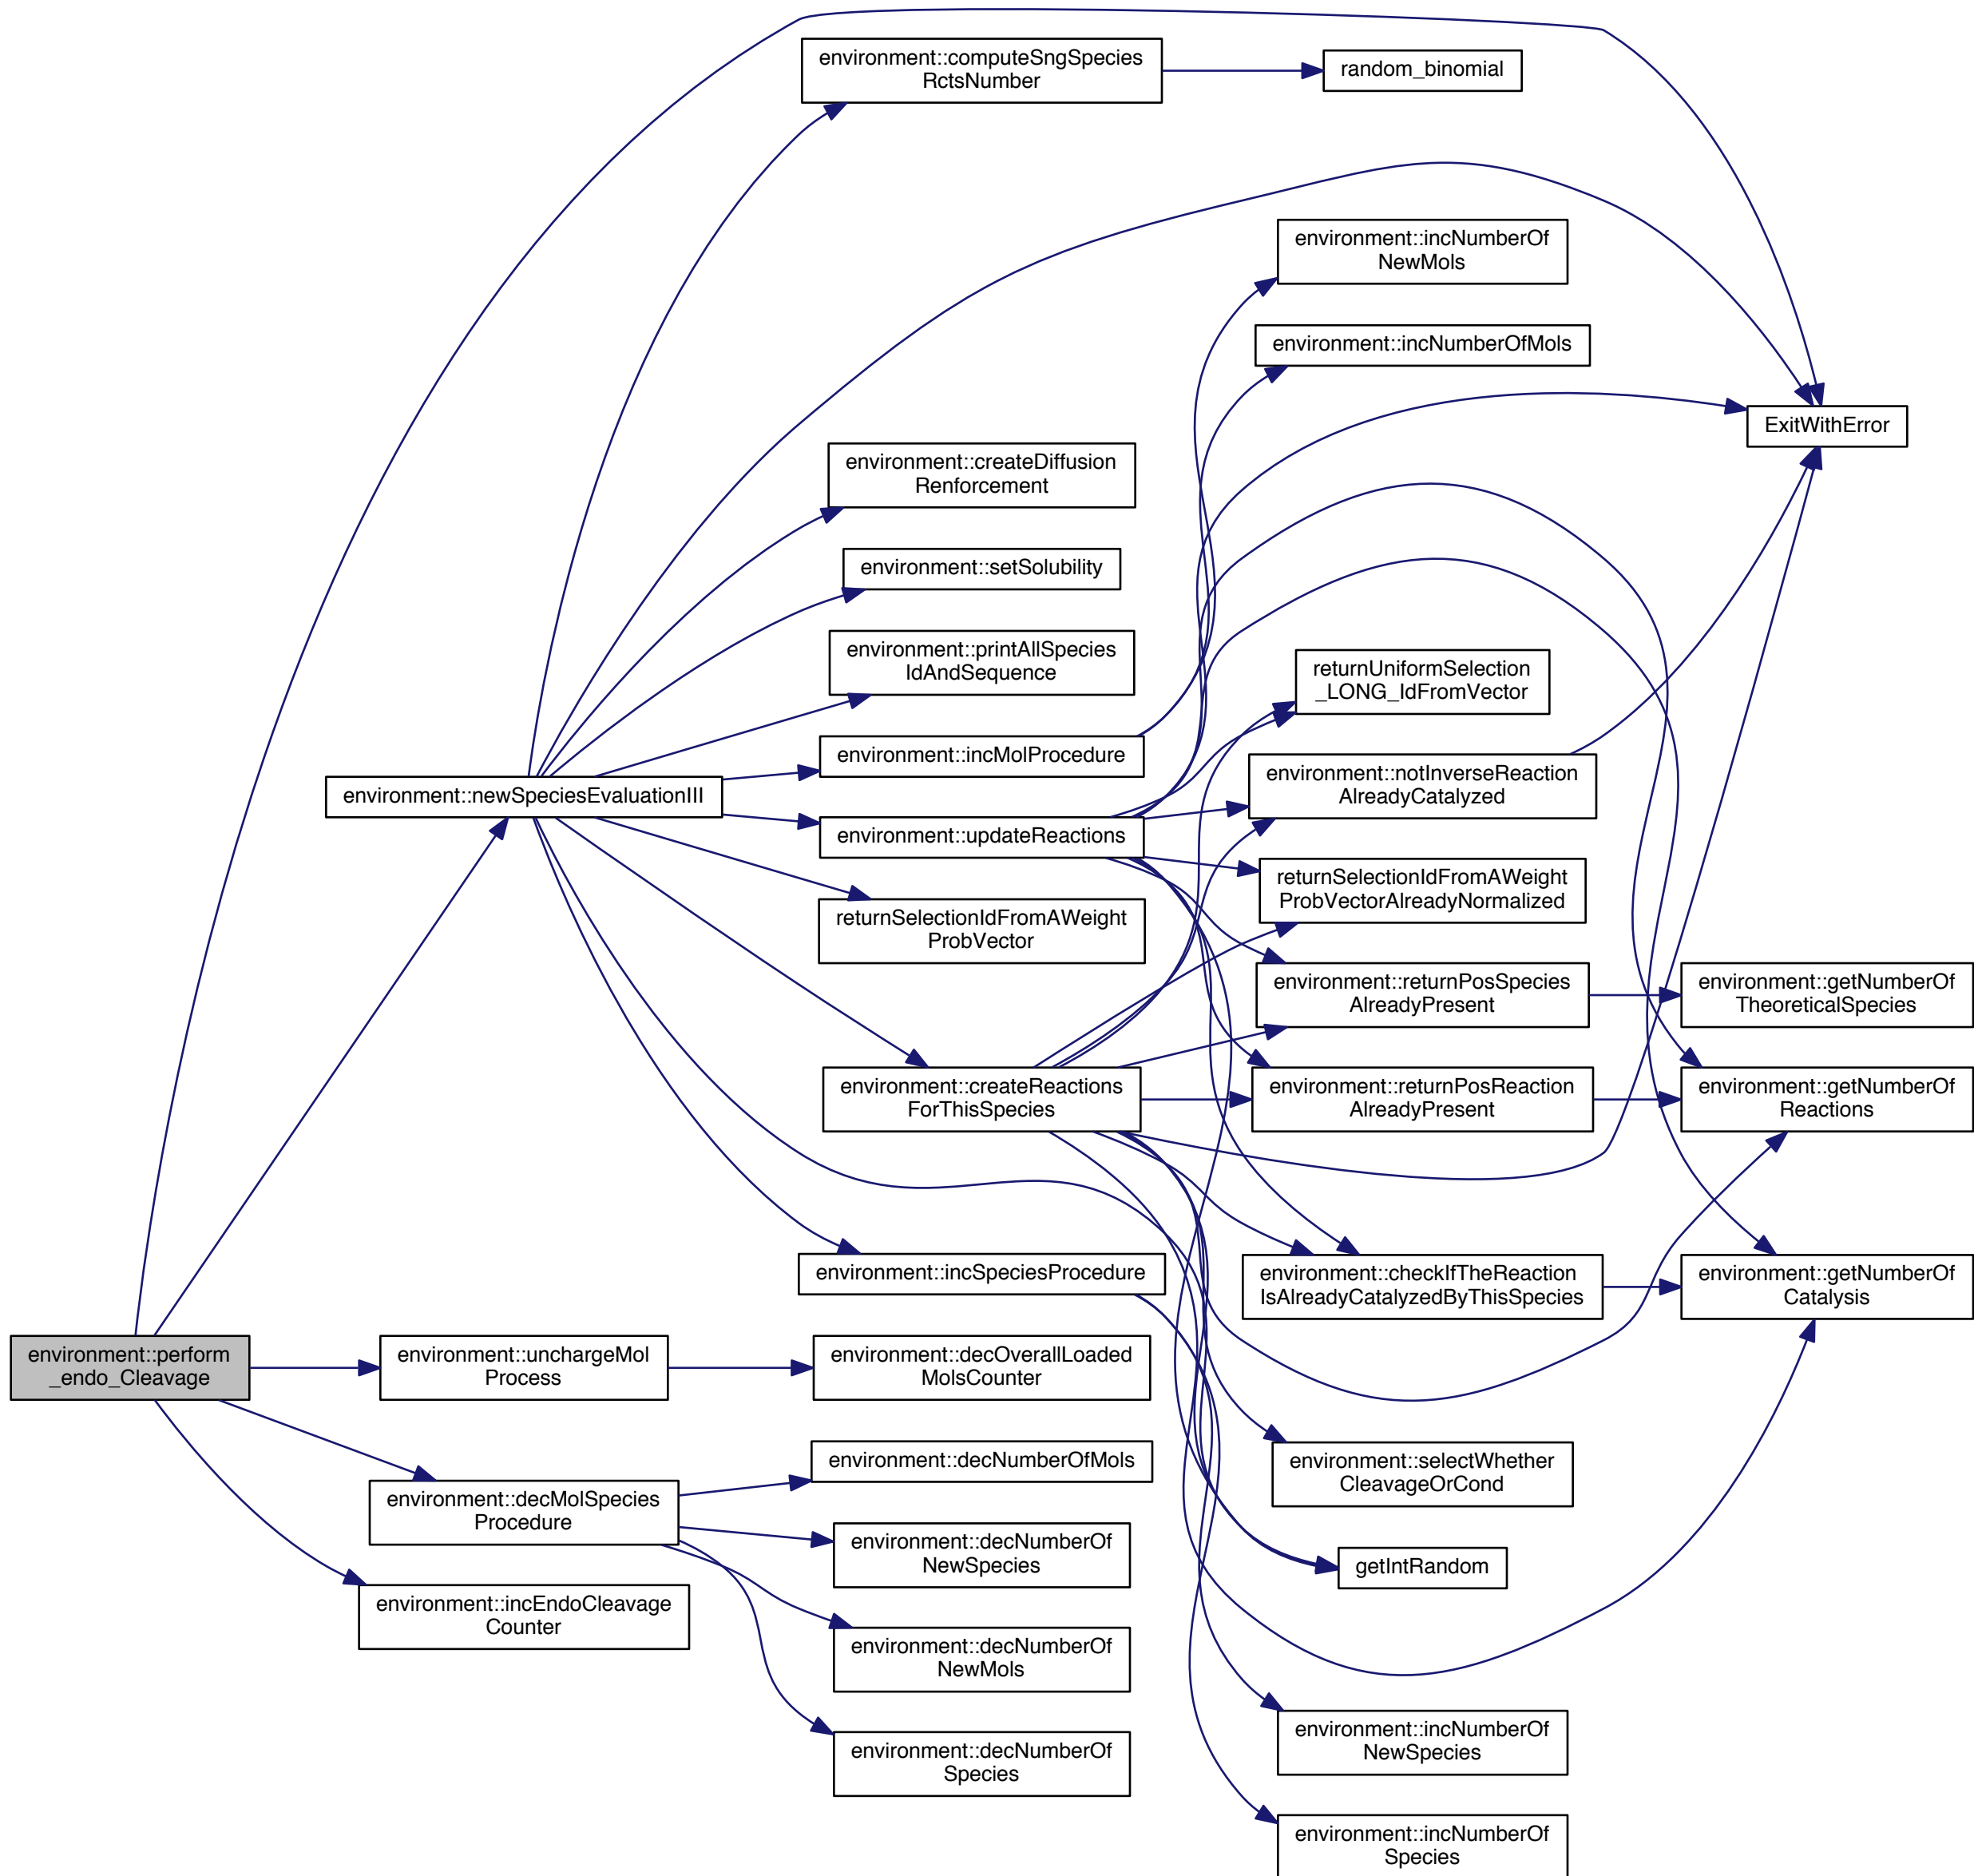 environment::computeSngSpecies
RctsNumber
random_binomial
environment::incNumberOf
NewMols
environment::incNumberOfMols
ExitWithError
environment::createDiffusion
Renforcement
environment::setSolubility
environment::printAllSpecies
IdAndSequence
returnUniformSelection
_LONG_IdFromVector
environment::incMolProcedure
environment::newSpeciesEvaluationIII
environment::notInverseReaction
AlreadyCatalyzed
environment::updateReactions
returnSelectionIdFromAWeight
ProbVectorAlreadyNormalized
returnSelectionIdFromAWeight
ProbVector
environment::returnPosSpecies
AlreadyPresent
environment::getNumberOf
TheoreticalSpecies
environment::createReactions
ForThisSpecies
environment::returnPosReaction
AlreadyPresent
environment::getNumberOf
Reactions
environment::incSpeciesProcedure
environment::checkIfTheReaction
IsAlreadyCatalyzedByThisSpecies
environment::getNumberOf
Catalysis
environment::perform
_endo_Cleavage
environment::unchargeMol
Process
environment::decOverallLoaded
MolsCounter
environment::decNumberOfMols
environment::selectWhether
CleavageOrCond
environment::decMolSpecies
Procedure
environment::decNumberOf
NewSpecies
getIntRandom
environment::incEndoCleavage
Counter
environment::decNumberOf
NewMols
environment::incNumberOf
NewSpecies
environment::decNumberOf
Species
environment::incNumberOf
Species